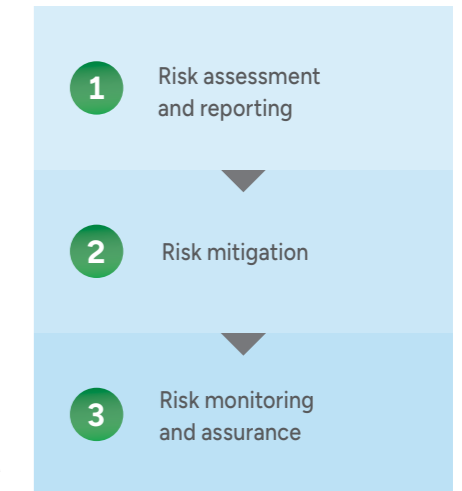 1
Risk assessment
and reporting
2
Risk mitigation
3
Risk monitoring
and assurance